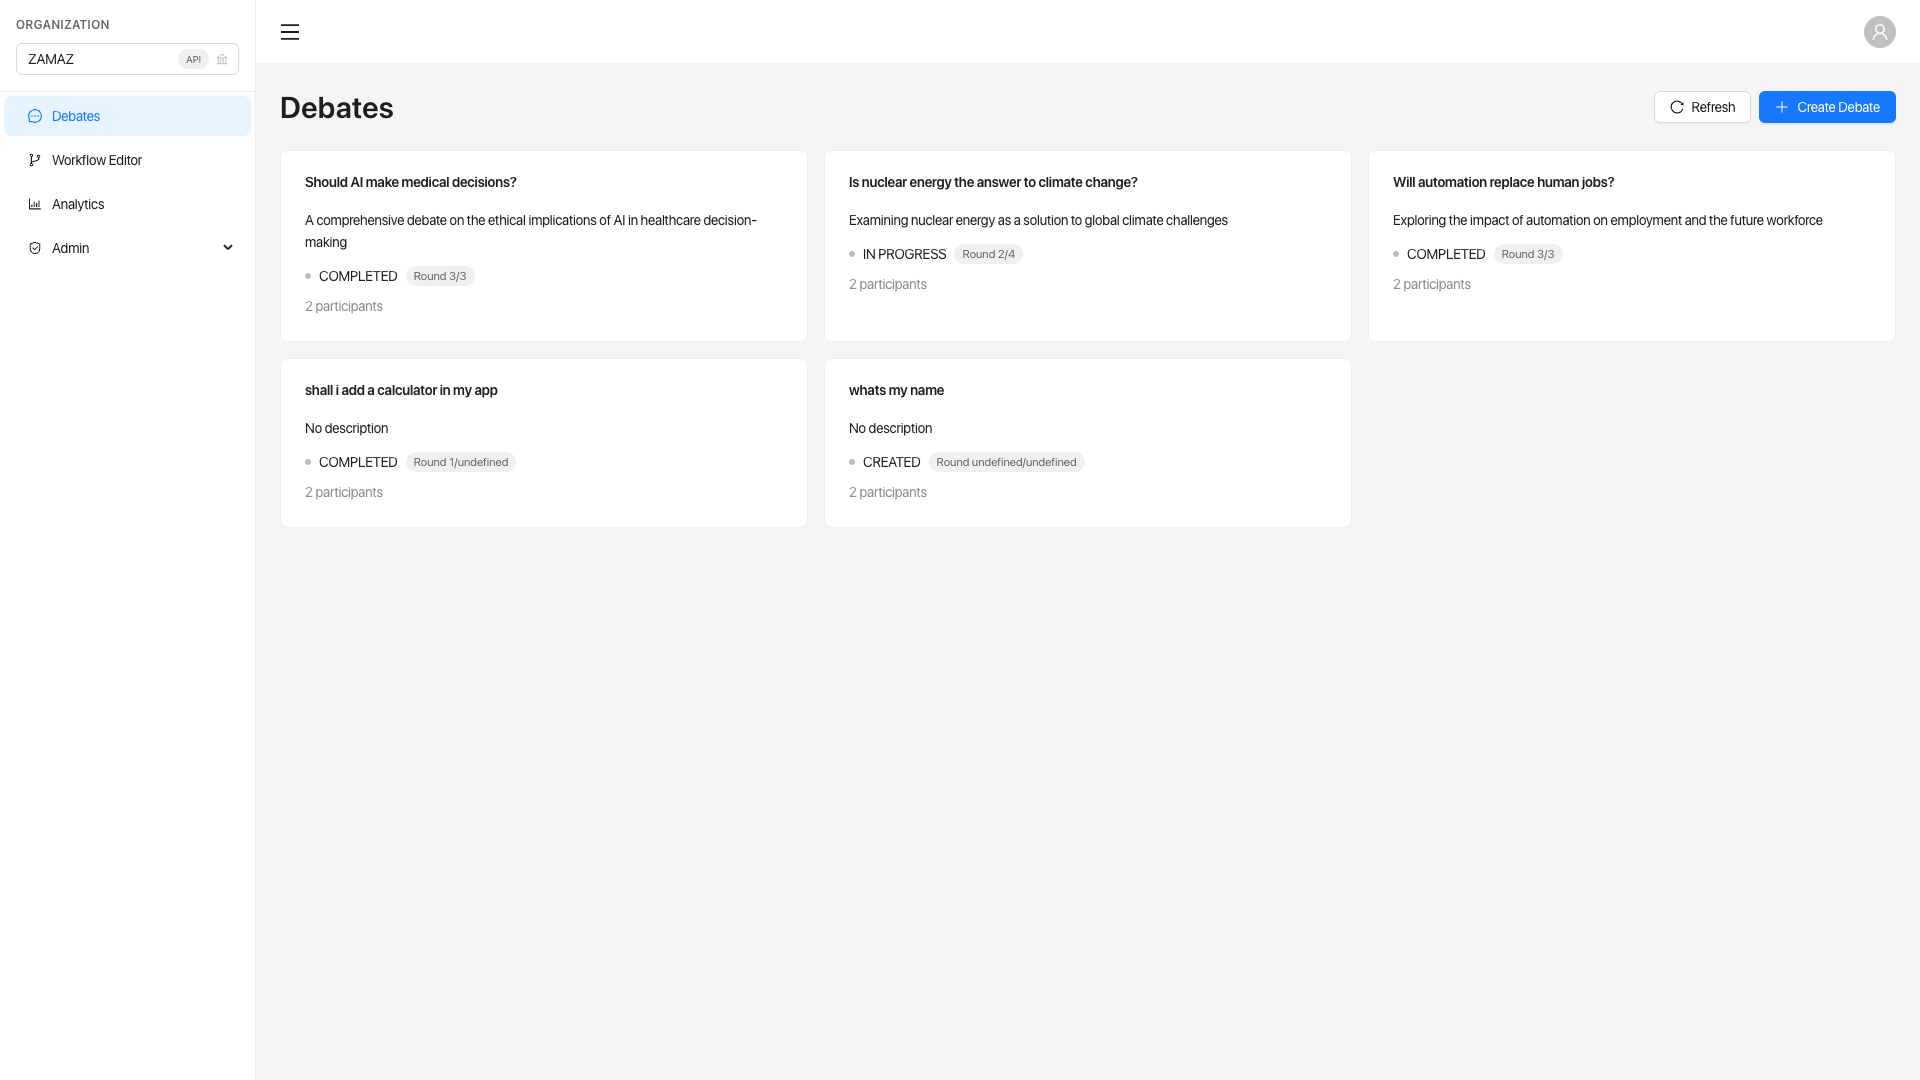 ORGANIZATION
ZAMAZ
API
Debates
Workflow Editor
Analytics
Admin
Debates
Refresh
Create Debate
Should AI make medical decisions?
A comprehensive debate on the ethical implications of AI in healthcare decision-
making
COMPLETED Round 3/3
2 participants
Is nuclear energy the answer to climate change?
Examining nuclear energy as a solution to global climate challenges
IN PROGRESS Round 2/4
2 participants
Will automation replace human jobs?
Exploring the impact of automation on employment and the future workforce
COMPLETED Round 3/3
2 participants
shall i add a calculator in my app
No description
COMPLETED Round 1/undefined
2 participants
whats my name
No description
CREATED Round undefined/undefined
2 participants